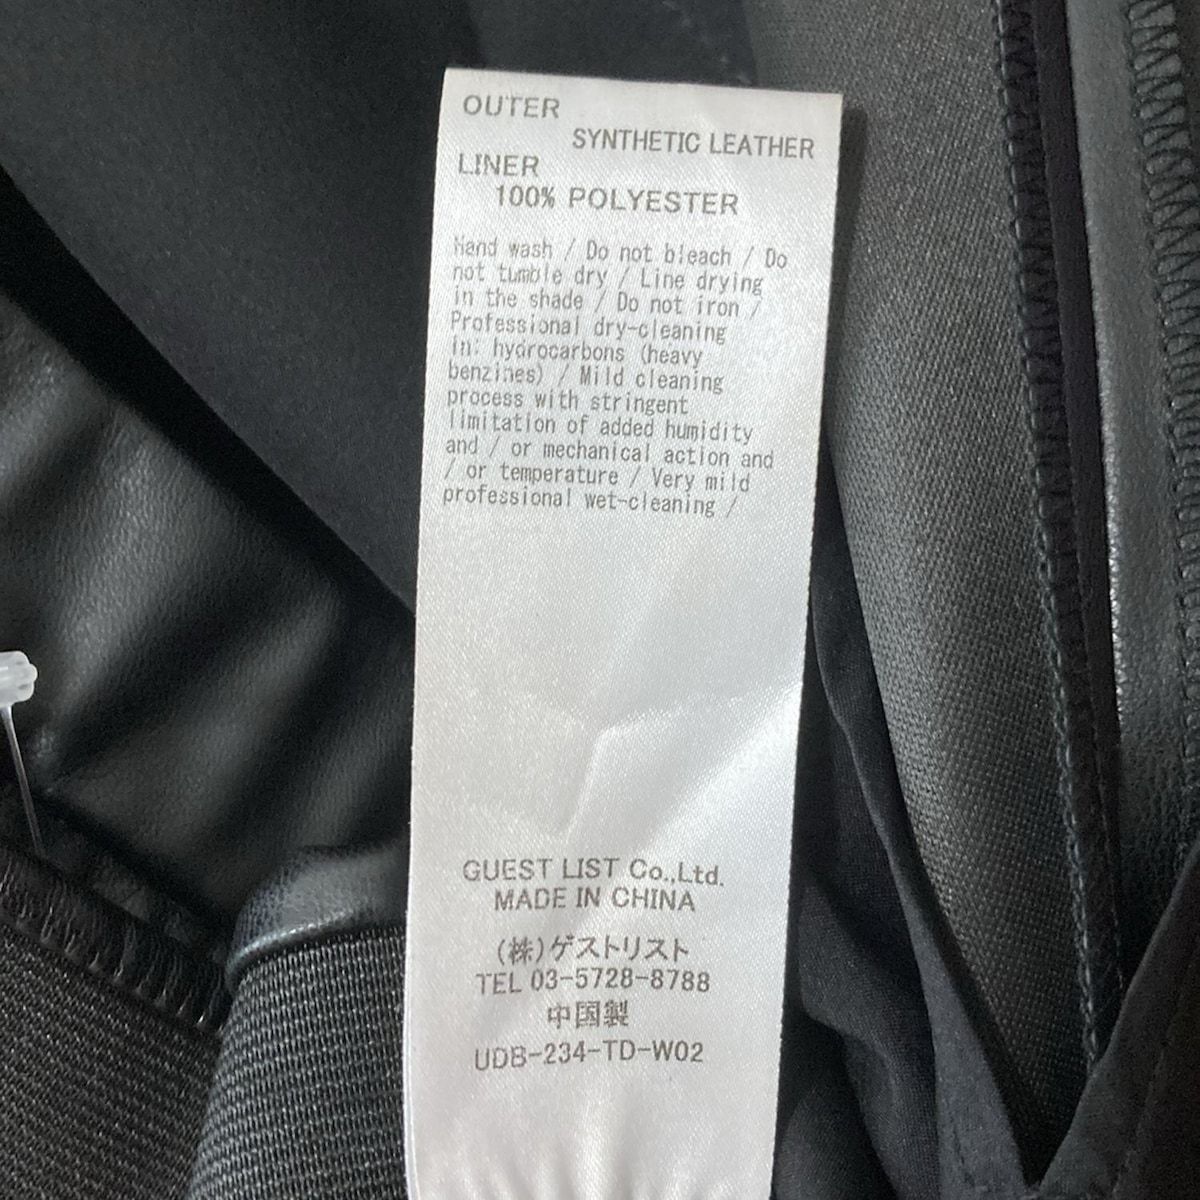 OUTER
SYNTHETIC LEATHER
LINER
100% POLYESTER
Hand wash / Do not bleach / Do
not tumble dry / Line drying
in the shade / Do not iron /
Professional dry-cleaning
in: hydrocarbons (heavy
benzines) / Mild cleaning
process with stringent
limitation of added humidity
and / or mechanical action and
/ or temperature / Very mild
professional wet-cleaning /
GUEST LIST Co.,Ltd.
MADE IN CHINA
(株)ゲストリスト
TEL 03-5728-8788
中国製
UDB-234-TD-W02